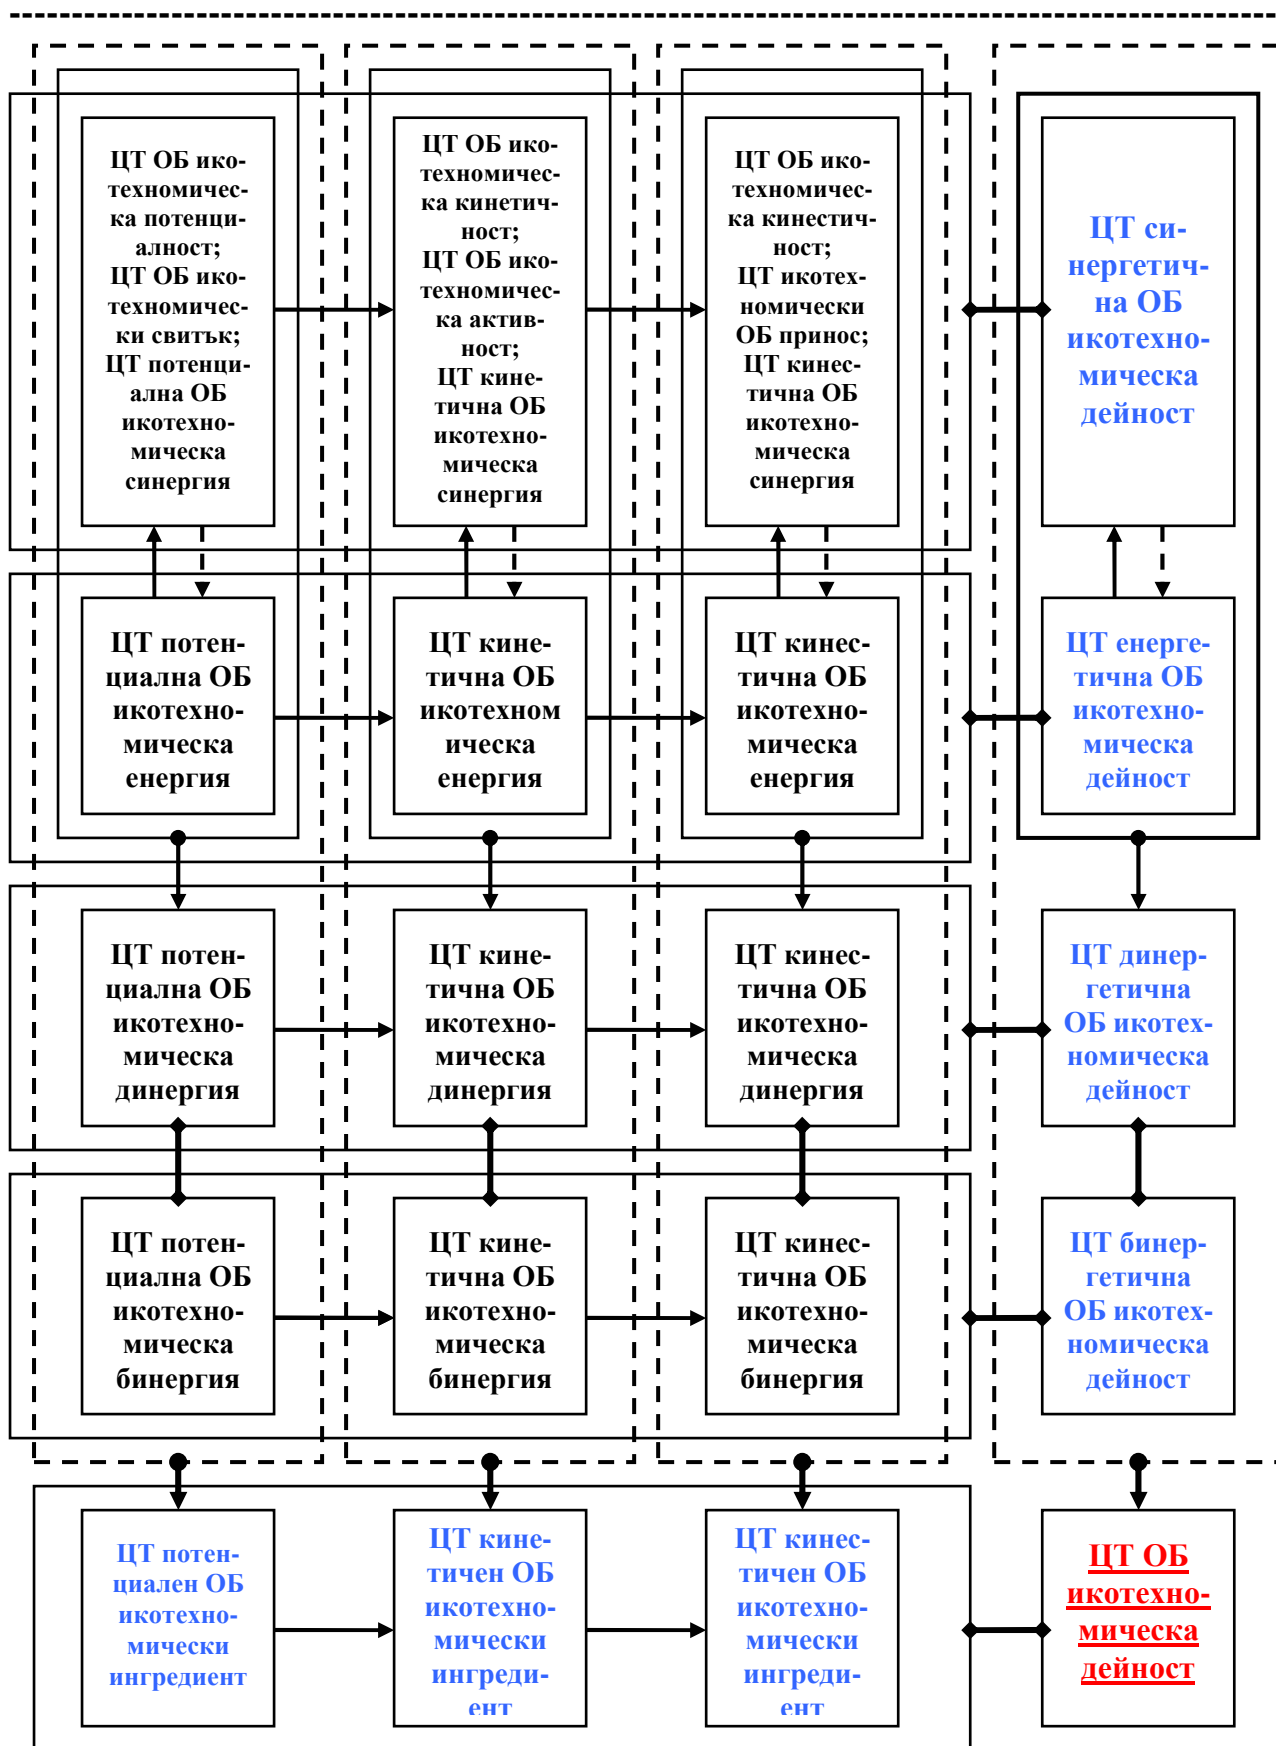 ЦТ ОБ ико-
техномичес-
ка потенци-
алност;
ЦТ ОБ ико-
техномичес-
ки свитък;
ЦТ потенци-
ална ОБ
икотехно-
мическа
синергия
ЦТ ОБ ико-
техномичес-
ка кинетич-
ност;
ЦТ ОБ ико-
техномичес-
ка актив-
ност;
ЦТ кине-
тична ОБ
икотехно-
мическа
синергия
ЦТ ОБ ико-
техномичес-
ка кинестич-
ност;
ЦТ икотех-
номически
ОБ принос;
ЦТ кинес-
тична ОБ
икотехно-
мическа
синергия
ЦТ си-
нергетич-
на ОБ
икотехно-
мическа
дейност
ЦТ потен-
циална ОБ
икотехно-
мическа
енергия
ЦТ кине-
тична ОБ
икотехном
ическа
енергия
ЦТ кинес-
тична ОБ
икотехно-
мическа
енергия
ЦТ енерге-
тична ОБ
икотехно-
мическа
дейност
ЦТ потен-
циална ОБ
икотехно-
мическа
динергия
ЦТ кине-
тична ОБ
икотехно-
мическа
динергия
ЦТ кинес-
тична ОБ
икотехно-
мическа
динергия
ЦТ динер-
гетична
ОБ икотех-
номическа
дейност
ЦТ потен-
циална ОБ
икотехно-
мическа
бинергия
ЦТ кине-
тична ОБ
икотехно-
мическа
бинергия
ЦТ кинес-
тична ОБ
икотехно-
мическа
бинергия
ЦТ бинер-
гетична
ОБ икотех-
номическа
дейност
ЦТ потен-
циален ОБ
икотехно-
мически
ингредиент
ЦТ кине-
тичен ОБ
икотехно-
мически
ингреди-
ент
ЦТ кинес-
тичен ОБ
икотехно-
мически
ингреди-
ент
ЦТ ОБ
икотехно-
мическа
дейност